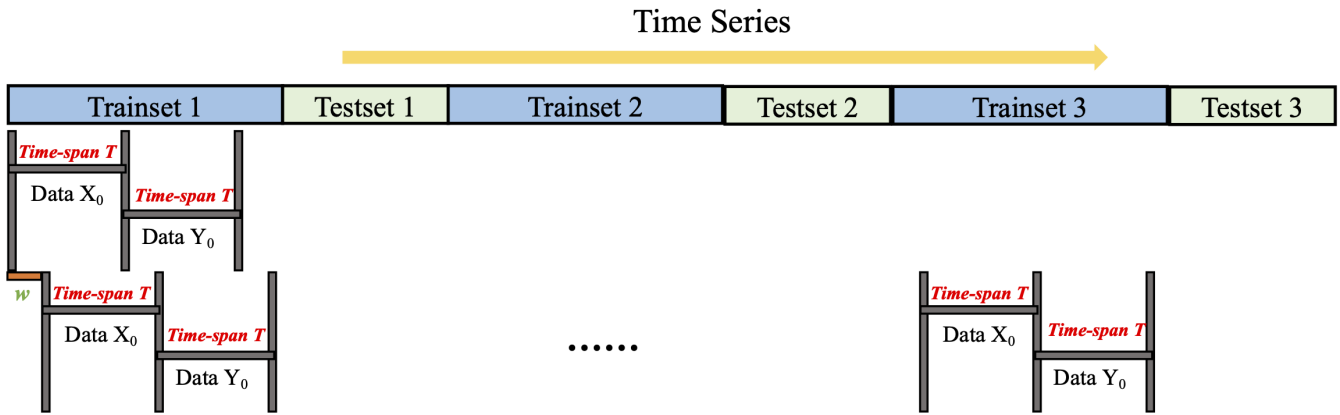 Time Series
Trainset 1 Testset 1 Trainset 2 Testset 2 Trainset 3 Testset 3
Time-span T
Data X₀
Time-span T
Data Y₀
w
Time-span T
Data X₀
Time-span T
Data Y₀
......
Time-span T
Data X₀
Time-span T
Data Y₀